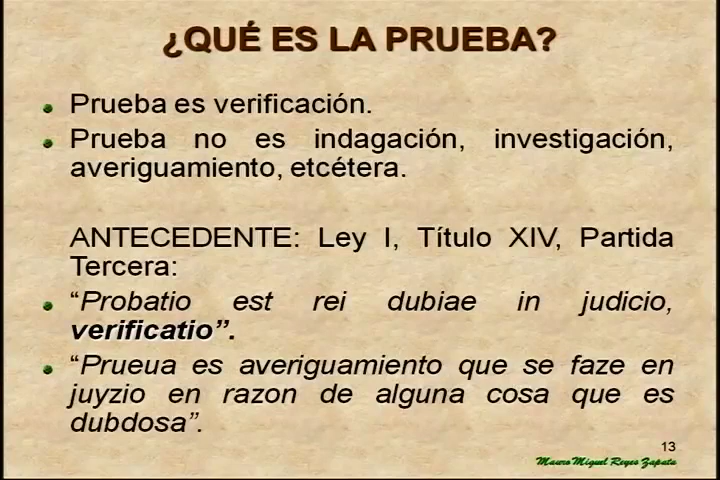 ¿QUÉ ES LA PRUEBA?
Prueba es verificación.
Prueba no es indagación, investigación,
averiguamiento, etcétera.
ANTECEDENTE: Ley I, Título XIV, Partida
Tercera:
“Probatio est rei dubiae in judicio,
verificatio”.
“Prueua es averiguamiento que se faze en
juyzio en razon de alguna cosa que es
dubdosa”.
13
Mauro Miguel Reyes Zapata